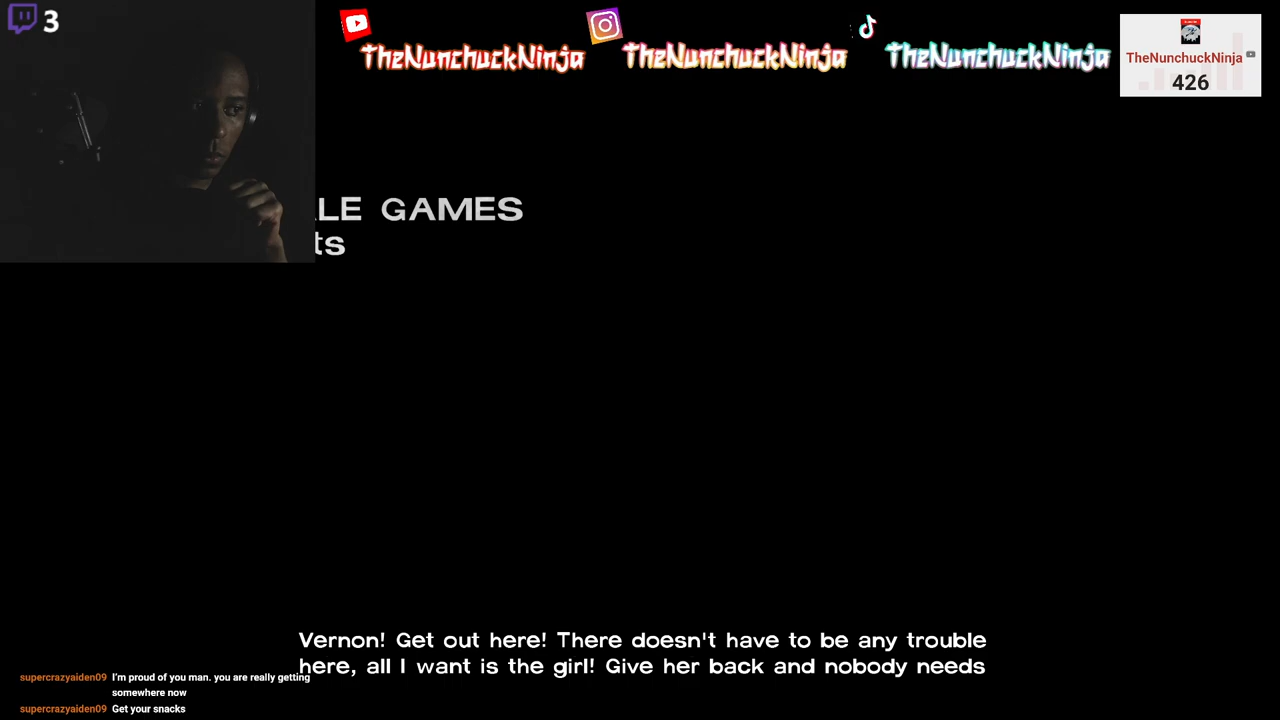 3
TheNunchuckNinja
TheNunchuckNinja
TheNunchuckNinja
TheNunchuckNinja
426
LE GAMES
ts
Vernon! Get out here! There doesn't have to be any trouble
here, all I want is the girl! Give her back and nobody needs
supercrazyaiden09 I'm proud of you man. you are really getting
somewhere now
supercrazyaiden09 Get your snacks